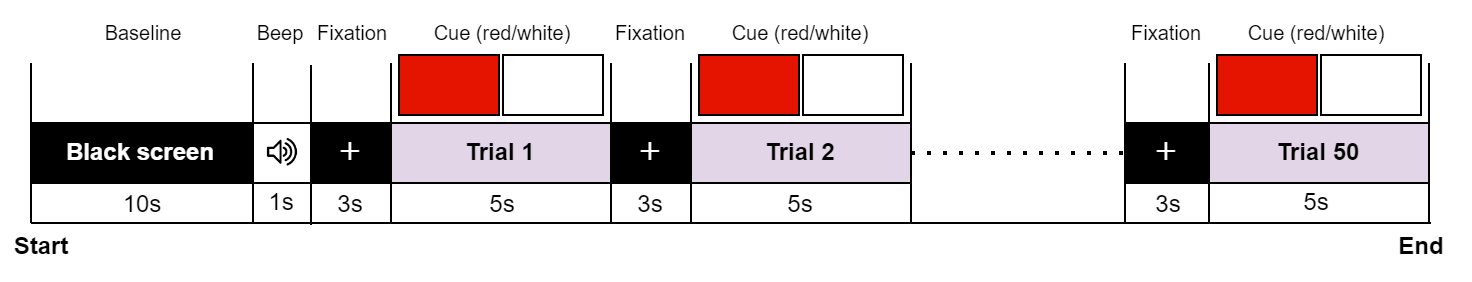 Baseline Beep Fixation Cue (red/white) Fixation Cue (red/white) Fixation Cue (red/white)
Black screen + Trial 1 + Trial 2 + Trial 50
10s 1s 3s 5s 3s 5s 3s 5s
Start End